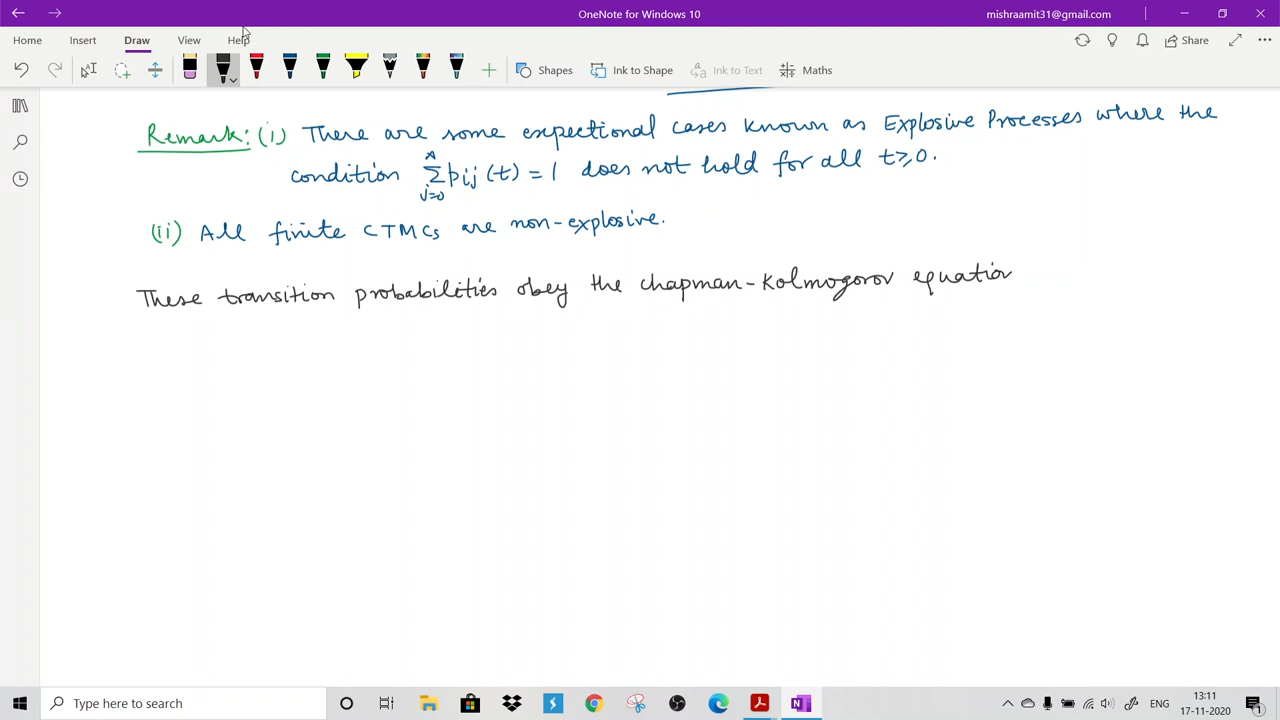 OneNote for Windows 10
mishraamit31@gmail.com
Home Insert Draw View Help
Share
Shapes Ink to Shape Ink to Text Maths
Remark: (i) There are some expectional cases known as Explosive Processes where the
condition ∑ pij (t) = 1 does not hold for all t≥0.
j=0
(ii) All finite CTMCs are non-explosive.
These transition probabilities obey the chapman-Kolmogorov equation
Type here to search
ENG
13:11
17-11-2020
1